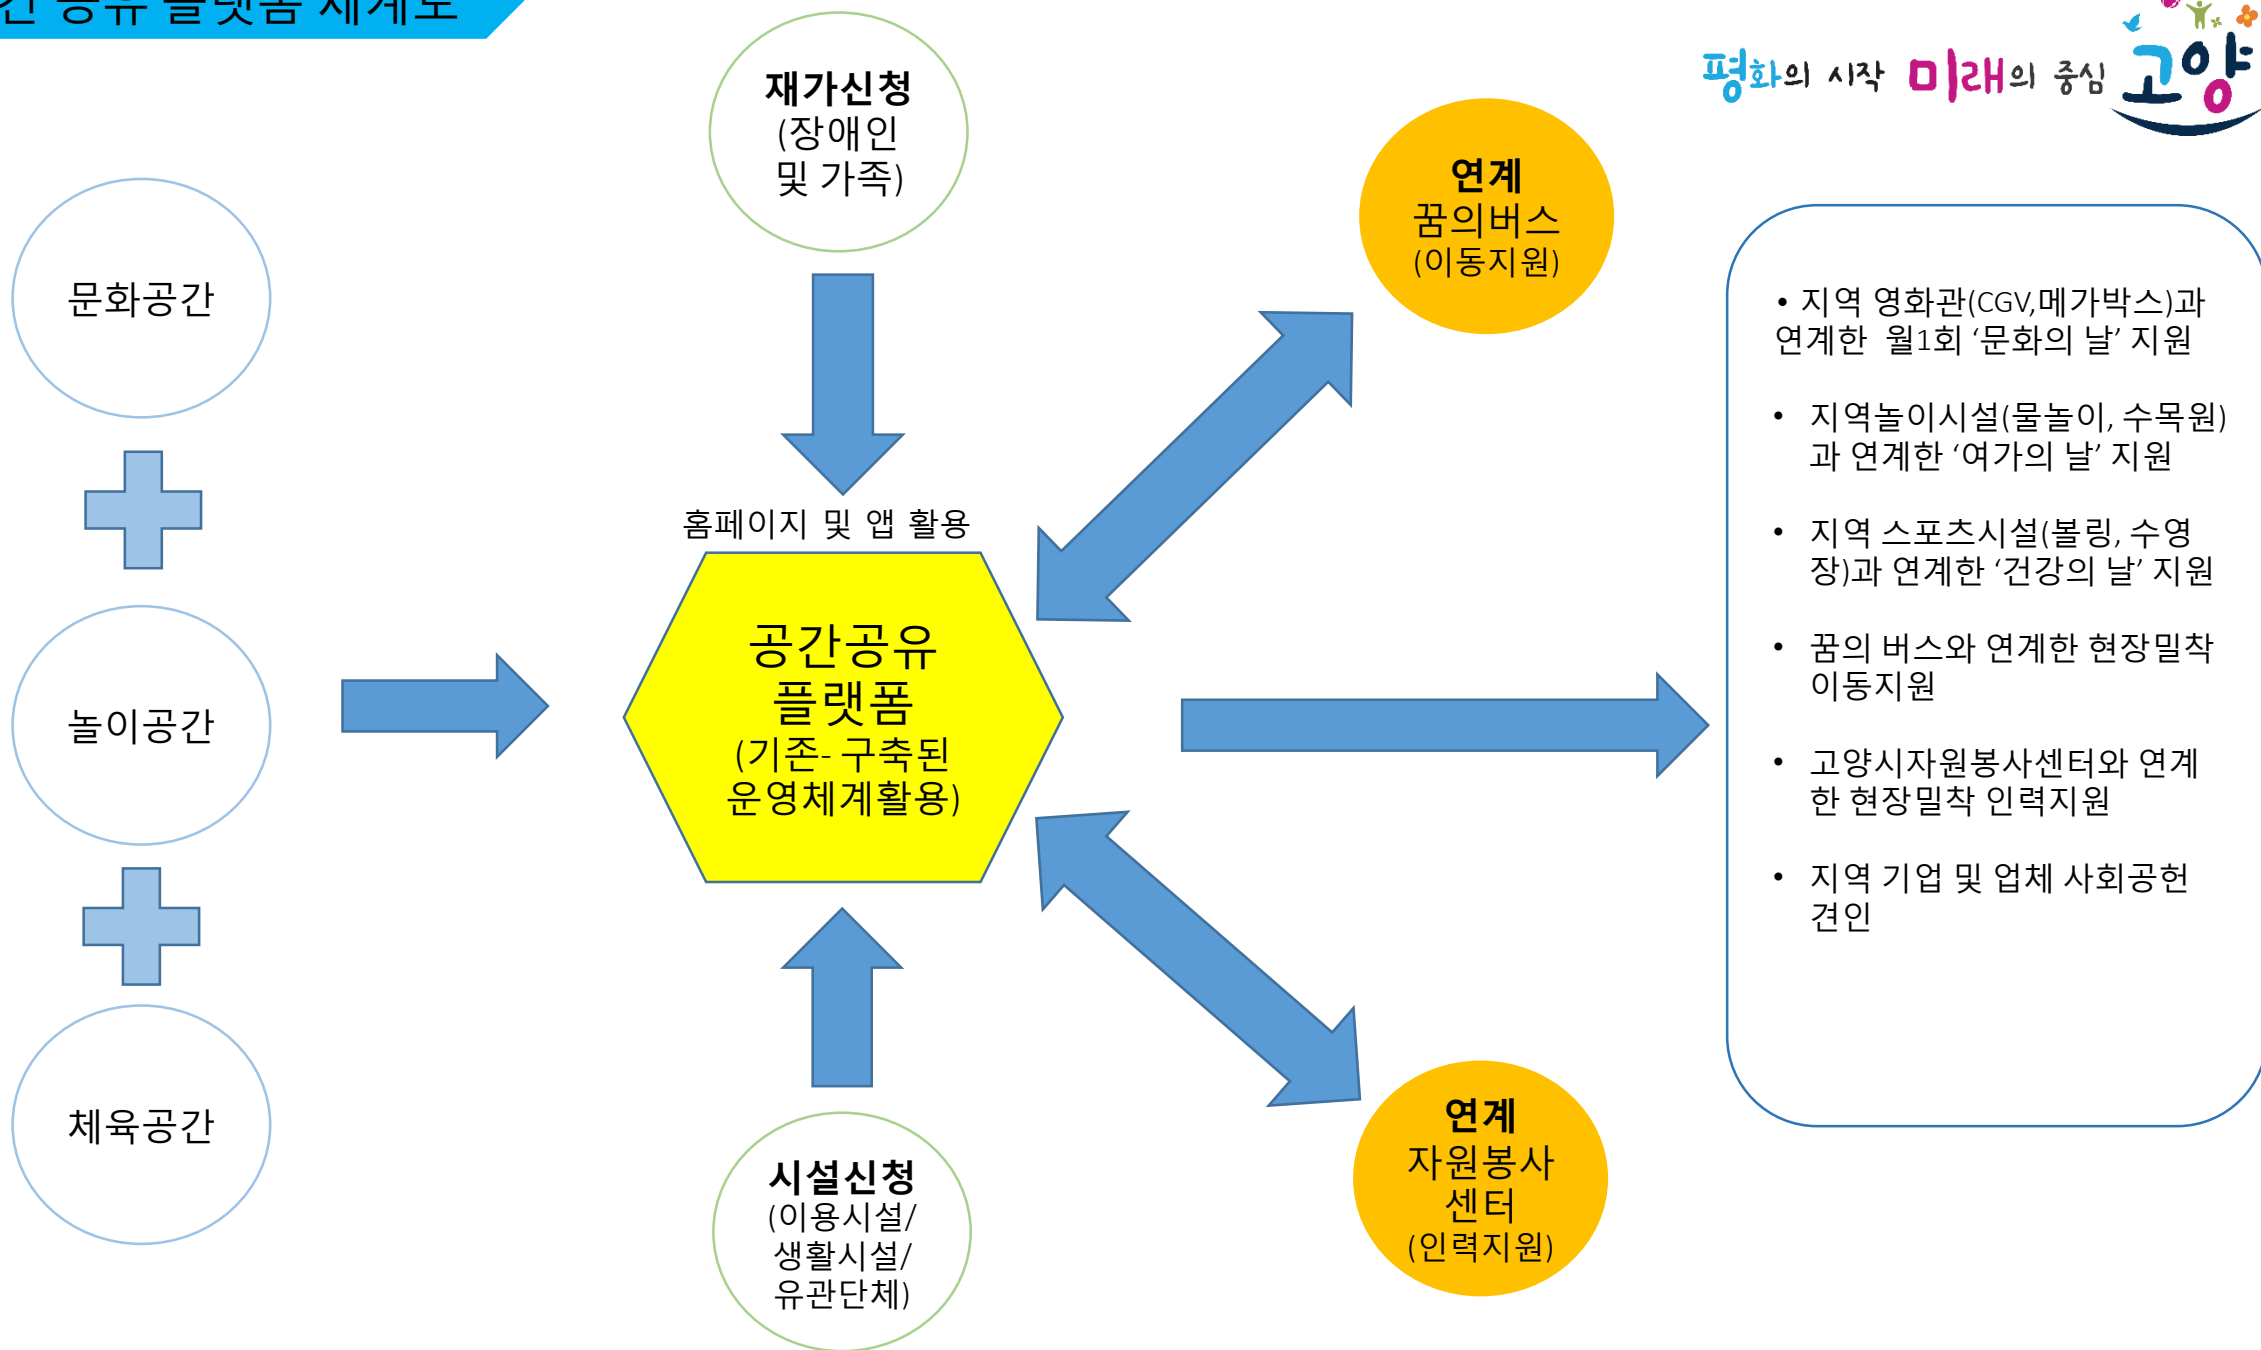 공유 플랫폼 체계도
평화의 시작 미래의 중심 고양
문화공간
놀이공간
체육공간
재가신청
(장애인
및 가족)
홈페이지 및 앱 활용
공간공유
플랫폼
(기존- 구축된
운영체계활용)
시설신청
(이용시설/
생활시설/
유관단체)
연계
꿈의버스
(이동지원)
연계
자원봉사
센터
(인력지원)
• 지역 영화관(CGV,메가박스)과
연계한 월1회 ‘문화의 날’ 지원
• 지역놀이시설(물놀이, 수목원)
과 연계한 ‘여가의 날’ 지원
• 지역 스포츠시설(볼링, 수영
장)과 연계한 ‘건강의 날’ 지원
• 꿈의 버스와 연계한 현장밀착
이동지원
• 고양시자원봉사센터와 연계
한 현장밀착 인력지원
• 지역 기업 및 업체 사회공헌
견인